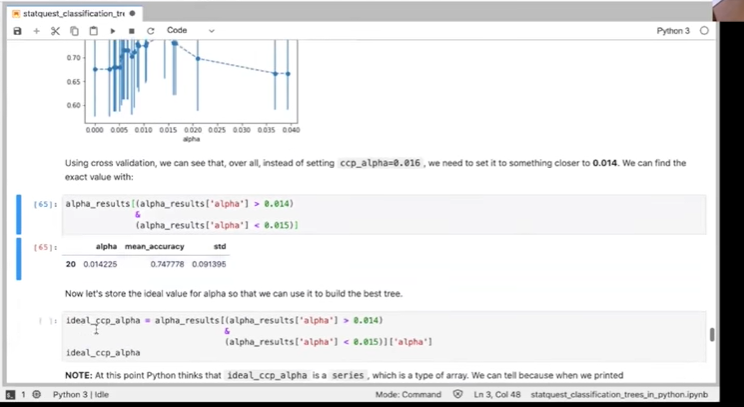 statquest_classification_tre
Code
Python 3
0.70
0.65
0.60
0.000 0.005 0.010 0.015 0.020 0.025 0.030 0.035 0.040
alpha
Using cross validation, we can see that, over all, instead of setting ccp_alpha=0.016 , we need to set it to something closer to 0.014. We can find the
exact value with:
[65]: alpha_results[(alpha_results['alpha'] > 0.014)
&
(alpha_results['alpha'] < 0.015)]
[65]: alpha mean_accuracy std
20 0.014225 0.747778 0.091395
Now let's store the ideal value for alpha so that we can use it to build the best tree.
[ ]: ideal_ccp_alpha = alpha_results[(alpha_results['alpha'] > 0.014)
&
(alpha_results['alpha'] < 0.015)]['alpha']
ideal_ccp_alpha
NOTE: At this point Python thinks that ideal_ccp_alpha is a series , which is a type of array. We can tell because when we printed
1 Python 3 | Idle Mode: Command Ln 3, Col 48 statquest_classification_trees_in_python.ipynb